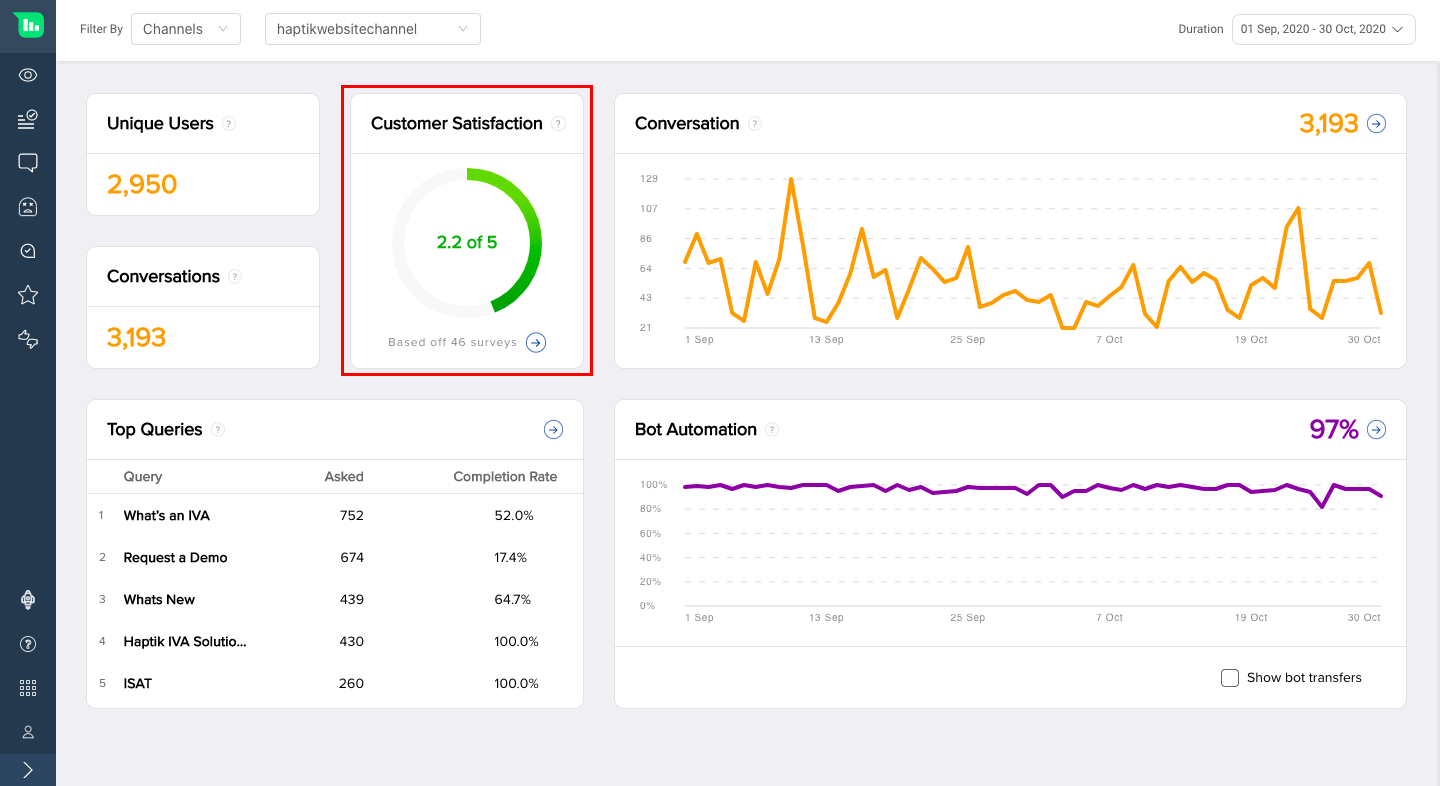 Filter By
Channels
haptikwebsitechannel
Duration
01 Sep, 2020 - 30 Oct, 2020
Unique Users ?
2,950
Conversations ?
3,193
Customer Satisfaction ?
2.2 of 5
Based off 46 surveys
Conversation ?
3,193
129
107
86
64
43
21
1 Sep 13 Sep 25 Sep 7 Oct 19 Oct 30 Oct
Top Queries ?
Query Asked Completion Rate
1 What's an IVA 752 52.0%
2 Request a Demo 674 17.4%
3 Whats New 439 64.7%
4 Haptik IVA Solutio... 430 100.0%
5 ISAT 260 100.0%
Bot Automation ?
97%
100%
80%
60%
40%
20%
0%
1 Sep 13 Sep 25 Sep 7 Oct 19 Oct 30 Oct
Show bot transfers
?